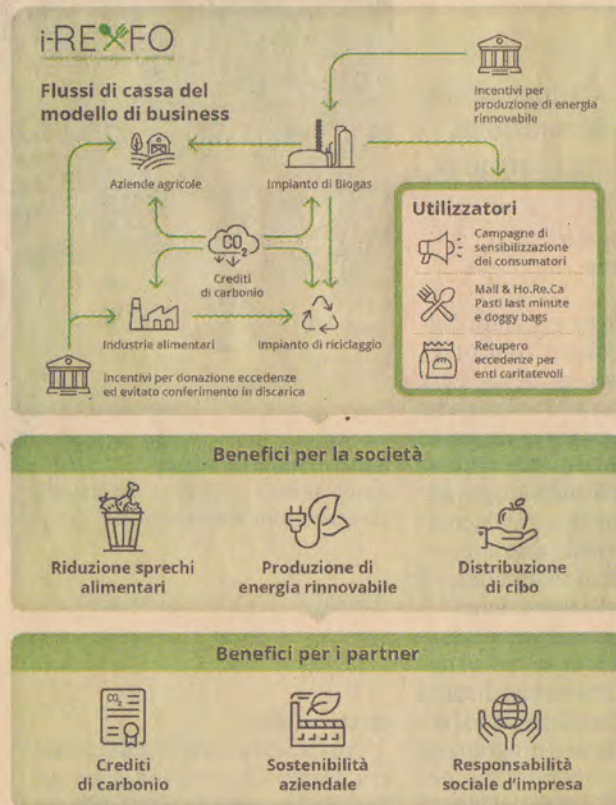 i-REXFO
Flussi di cassa del
modello di business
Incentivi per
produzione di energia
rinnovabile
Aziende agricole
Impianto di Biogas
CO2
Crediti
di carbonio
Industrie alimentari
Impianto di riciclaggio
Incentivi per donazione eccedenze
ed evitato conferimento in discarica
Utilizzatori
Campagne di
sensibilizzazione
dei consumatori
Mall & Ho.Re.Ca
Pasti last minute
e doggy bags
Recupero
eccedenze per
enti caritatevoli
Benefici per la società
Riduzione sprechi
alimentari
Produzione di
energia rinnovabile
Distribuzione
di cibo
Benefici per i partner
CO2
Crediti
di carbonio
Sostenibilità
aziendale
Responsabilità
sociale d'impresa